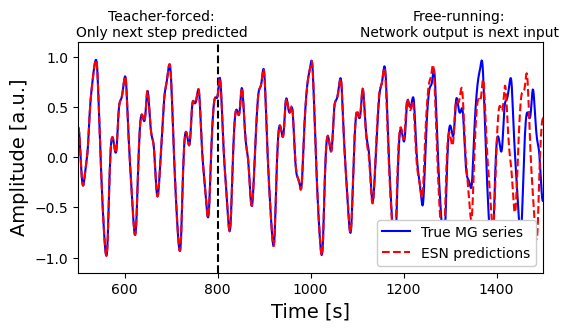 Teacher-forced:
Only next step predicted
Free-running:
Network output is next input
Amplitude [a.u.]
1.0
0.5
0.0
−0.5
−1.0
True MG series
ESN predictions
600
800
1000
1200
1400
Time [s]